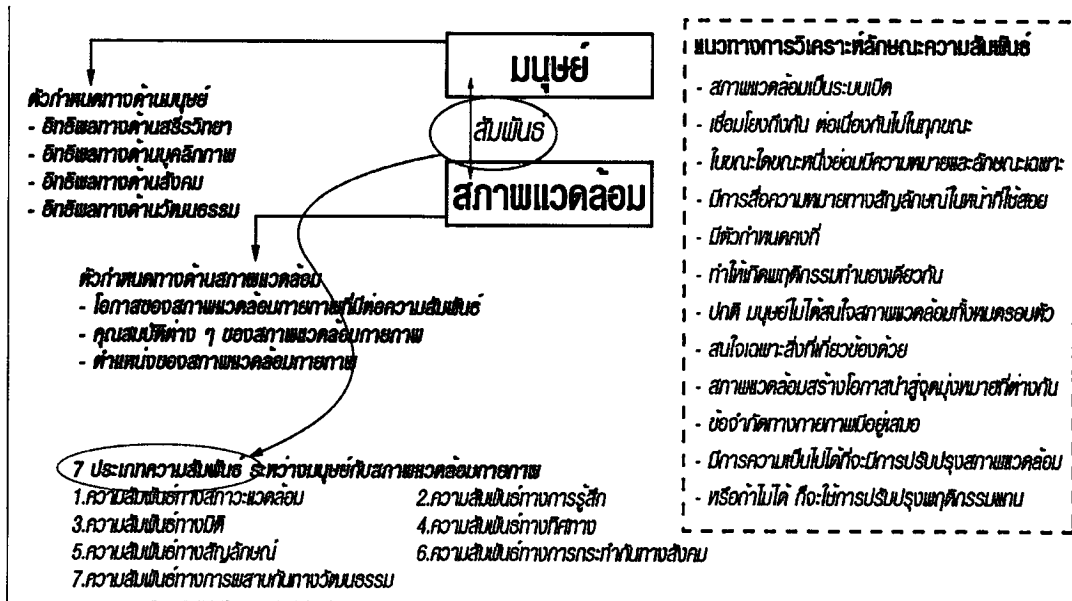 มนุษย์
สัมพันธ์
สภาพแวดล้อม
ตัวกำหนดทางด้านมนุษย์
- อิทธิพลทางด้านสรีรวิทยา
- อิทธิพลทางด้านบุคลิกภาพ
- อิทธิพลทางด้านสังคม
- อิทธิพลทางด้านวัฒนธรรม
ตัวกำหนดทางด้านสภาพแวดล้อม
- โอกาสของสภาพแวดล้อมกายภาพที่มีต่อความสัมพันธ์
- คุณสมบัติต่าง ๆ ของสภาพแวดล้อมกายภาพ
- ตำแหน่งของสภาพแวดล้อมกายภาพ
7 ประเภทความสัมพันธ์ ระหว่างมนุษย์กับสภาพแวดล้อมกายภาพ
1.ความสัมพันธ์ทางสภาวะแวดล้อม 2.ความสัมพันธ์ทางการรู้สึก
3.ความสัมพันธ์ทางมิติ 4.ความสัมพันธ์ทางทิศทาง
5.ความสัมพันธ์ทางสัญลักษณ์ 6.ความสัมพันธ์ทางการกระทำกันทางสังคม
7.ความสัมพันธ์ทางการผสานกันทางวัฒนธรรม
แนวทางการวิเคราะห์ลักษณะความสัมพันธ์
- สภาพแวดล้อมเป็นระบบเปิด
- เชื่อมโยงถึงกัน ต่อเนื่องกันไปในทุกขณะ
- ในขณะใดขณะหนึ่งย่อมมีความหมายและลักษณะเฉพาะ
- มีการสื่อความหมายทางสัญลักษณ์ในหน้าที่ใช้สอย
- มีตัวกำหนดคงที่
- ทำให้เกิดพฤติกรรมทำนองเดียวกัน
- ปกติ มนุษย์ไม่ได้สนใจสภาพแวดล้อมทั้งหมดรอบตัว
- สนใจเฉพาะสิ่งที่เกี่ยวข้องด้วย
- สภาพแวดล้อมสร้างโอกาสนำสู่จุดมุ่งหมายที่ต่างกัน
- ข้อจำกัดทางกายภาพมีอยู่เสมอ
- มีการความเป็นไปได้ที่จะมีการปรับปรุงสภาพแวดล้อม
- หรือถ้าไม่ได้ ก็จะใช้การปรับปรุงพฤติกรรมแทน